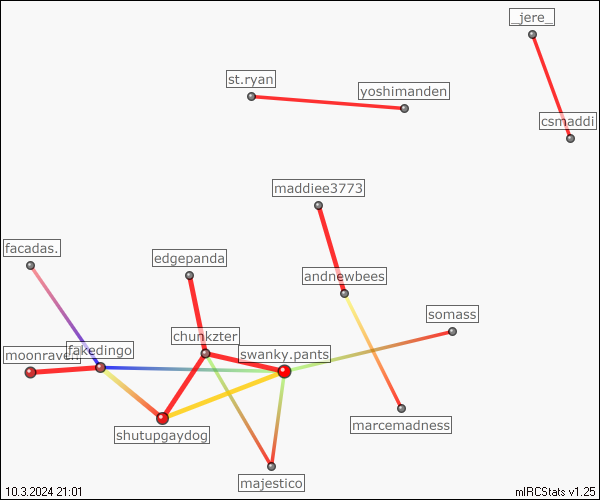 _jere_
st.ryan
yoshimanden
csmaddi
maddiee3773
facadas.
edgepanda
andnewbees
somass
chunkzter
moonraven
fakedingo
swanky.pants
marcemadness
shutupgaydog
majestico
10.3.2024 21:01
mIRCStats v1.25